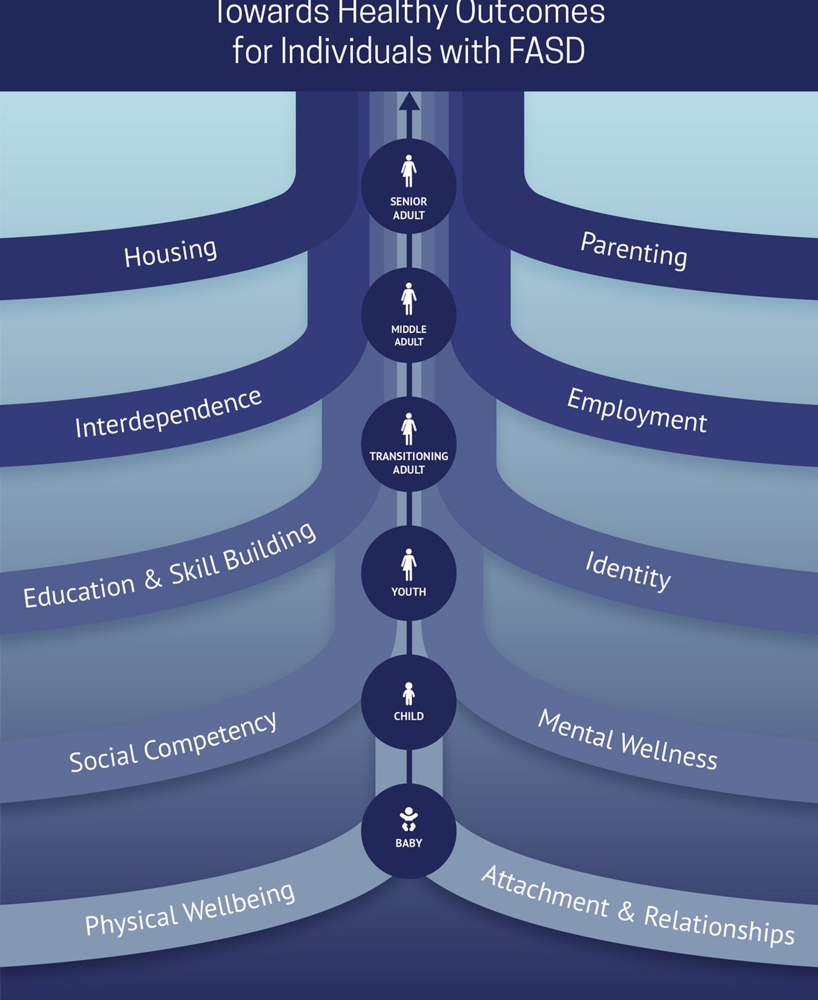 Towards Healthy Outcomes
for Individuals with FASD
SENIOR
ADULT
Housing
Parenting
MIDDLE
ADULT
Interdependence
Employment
TRANSITIONING
ADULT
Education & Skill Building
Identity
YOUTH
CHILD
Social Competency
Mental Wellness
BABY
Physical Wellbeing
Attachment & Relationships